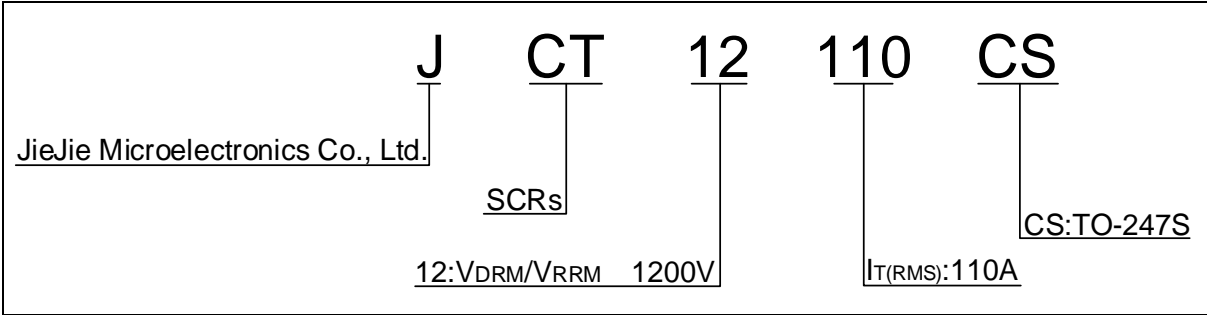 J CT 12 110 CS
JieJie Microelectronics Co., Ltd.
SCRs
CS:TO-247S
12:VDRM/VRRM 1200V
IT(RMS):110A